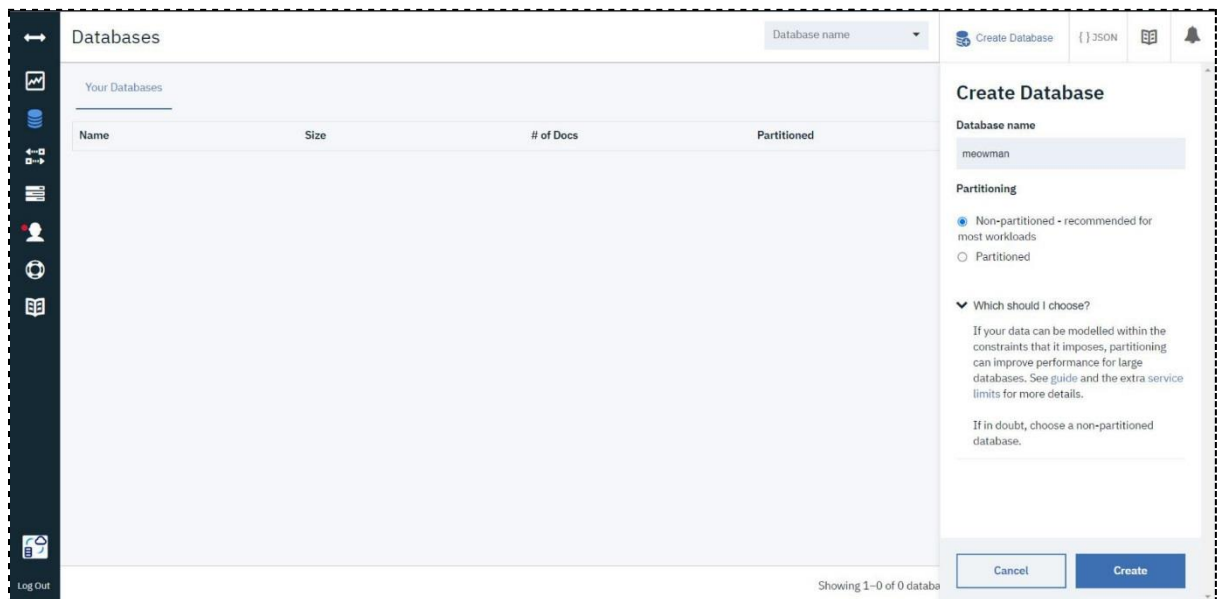 Databases
Database name
Create Database
{ } JSON
Your Databases
Name Size # of Docs Partitioned
Create Database
Database name
meowman
Partitioning
Non-partitioned - recommended for
most workloads
Partitioned
Which should I choose?
If your data can be modelled within the
constraints that it imposes, partitioning
can improve performance for large
databases. See guide and the extra service
limits for more details.
If in doubt, choose a non-partitioned
database.
Cancel
Create
Log Out
Showing 1–0 of 0 databa